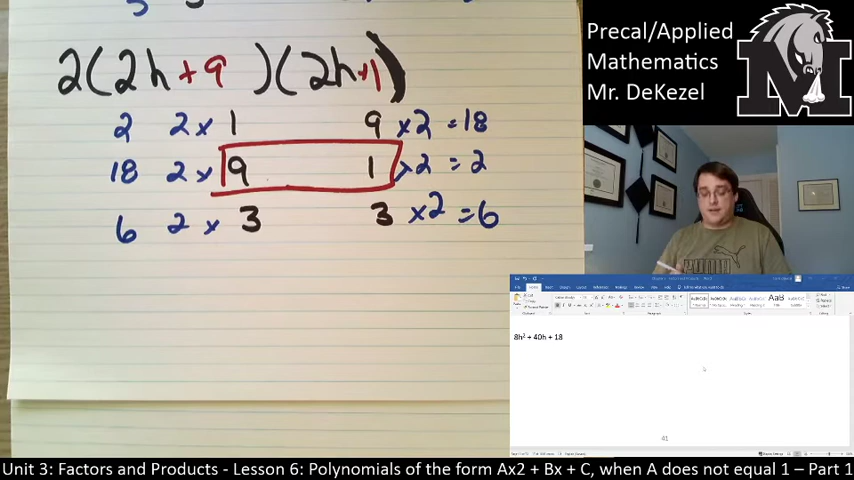 2(2h+9)(2h+1)
2 2 × 1 9 ×2 = 18
18 2 × 9 1 ×2 = 2
6 2 × 3 3 ×2 = 6
Precal/Applied
Mathematics
Mr. DeKezel
M
8h² + 40h + 18
41
Unit 3: Factors and Products - Lesson 6: Polynomials of the form Ax2 + Bx + C, when A does not equal 1 – Part 1